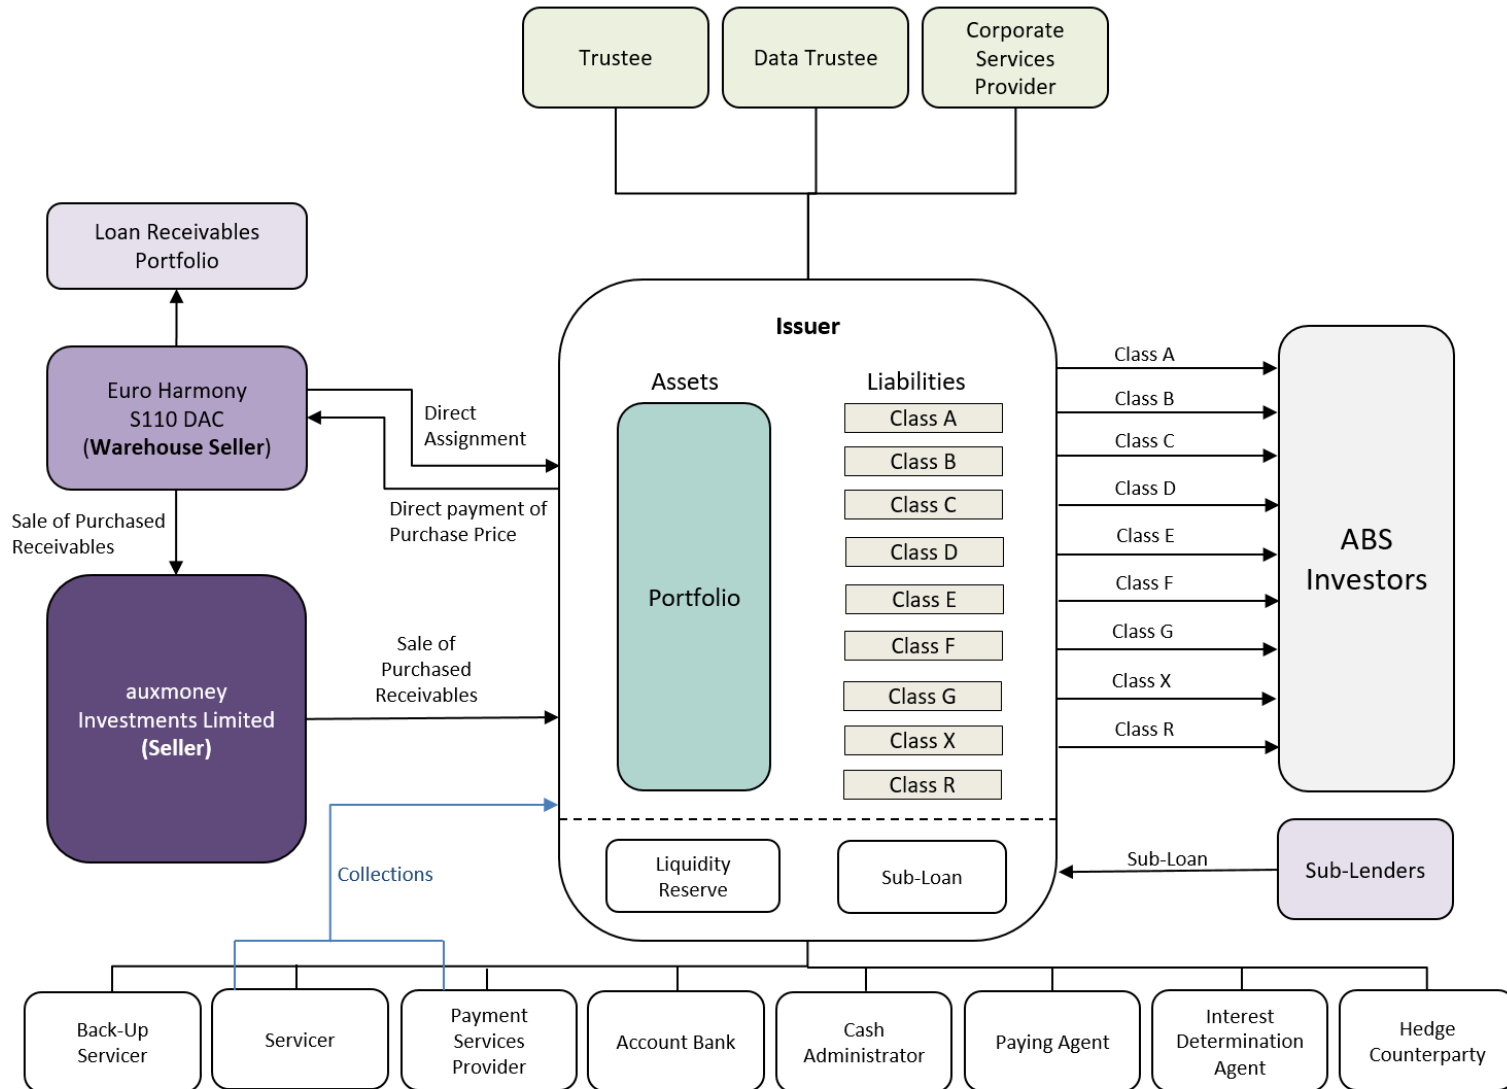 Trustee
Data Trustee
Corporate
Services
Provider
Loan Receivables
Portfolio
Euro Harmony
S110 DAC
(Warehouse Seller)
Direct
Assignment
Direct payment of
Purchase Price
Sale of Purchased
Receivables
auxmoney
Investments Limited
(Seller)
Sale of
Purchased
Receivables
Collections
Issuer
Assets
Liabilities
Portfolio
Class A
Class B
Class C
Class D
Class E
Class F
Class G
Class X
Class R
Liquidity
Reserve
Sub-Loan
Class A
Class B
Class C
Class D
Class E
Class F
Class G
Class X
Class R
ABS
Investors
Sub-Loan
Sub-Lenders
Back-Up
Servicer
Servicer
Payment
Services
Provider
Account Bank
Cash
Administrator
Paying Agent
Interest
Determination
Agent
Hedge
Counterparty